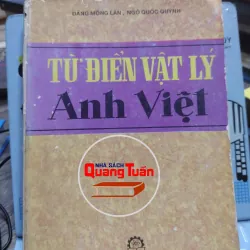 ĐẶNG MỘNG LÂN, NGÔ QUỐC QUÝNH
TỪ ĐIỂN VẬT LÝ
Anh Việt
NHÀ SÁCH
Quang Tuấn